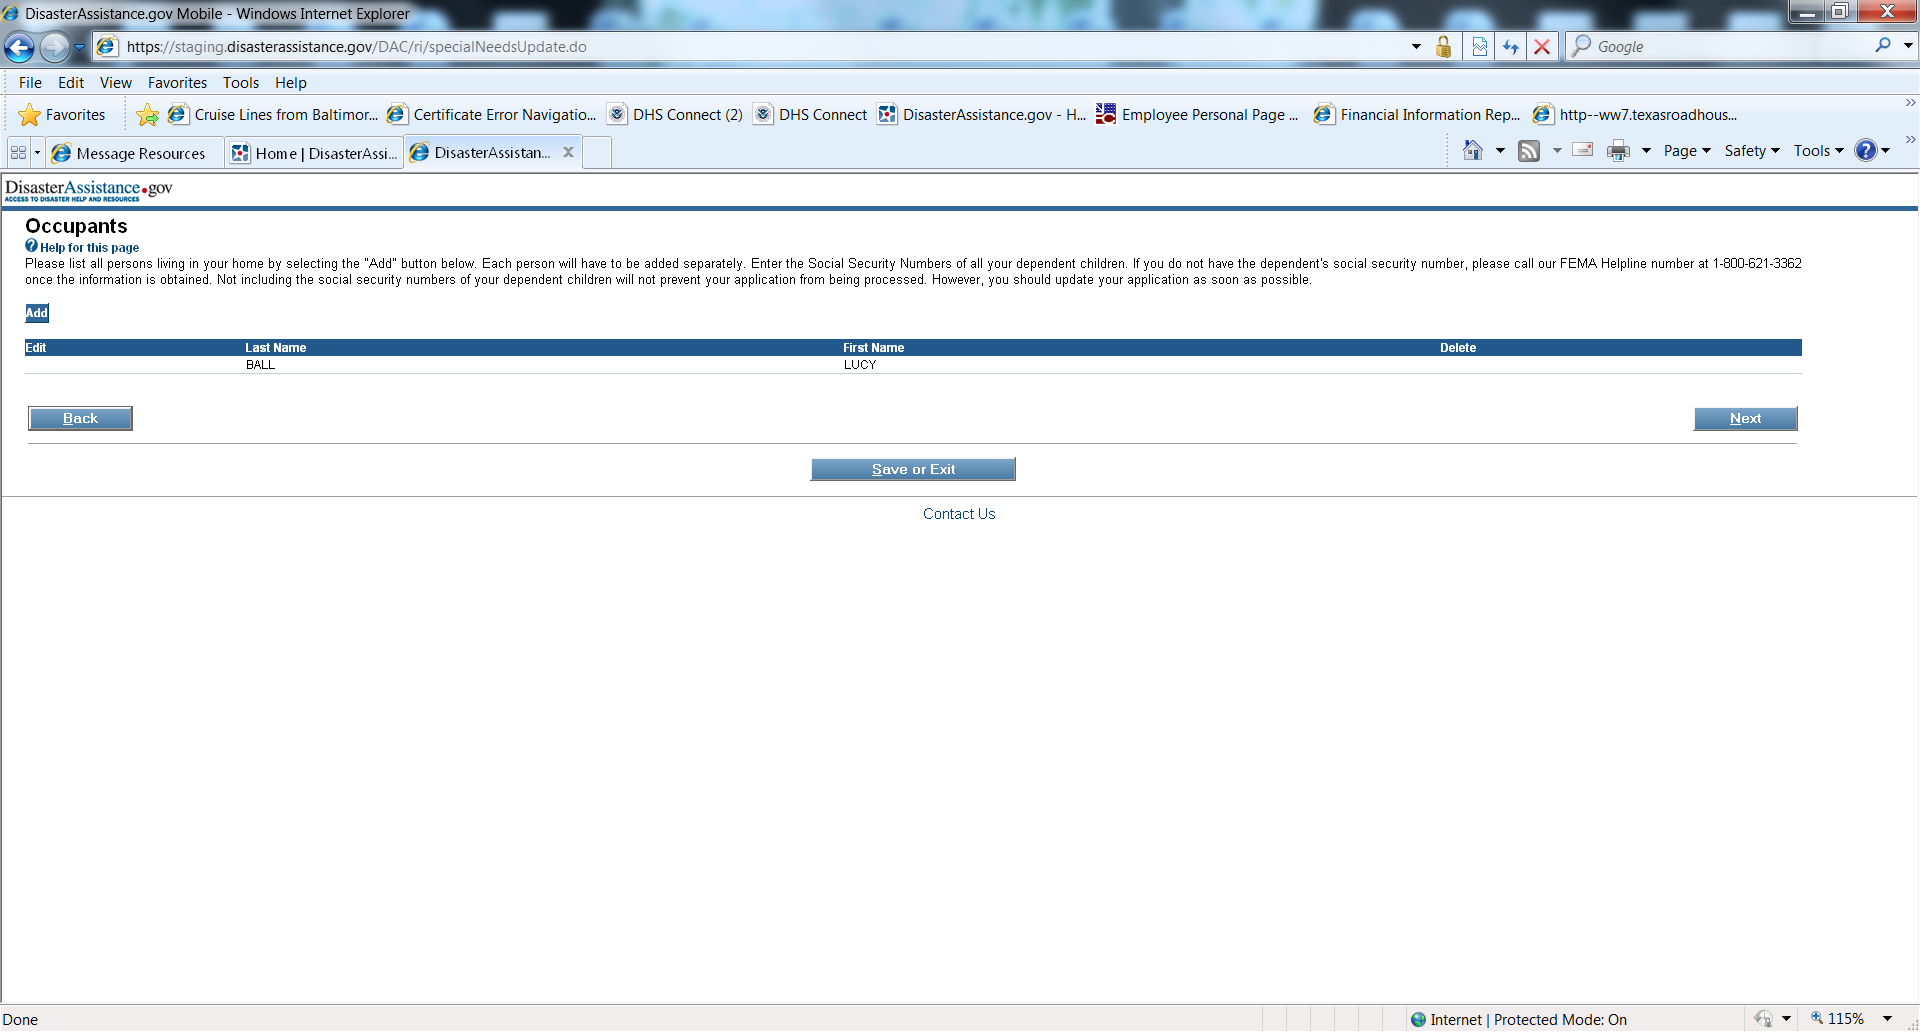 DisasterAssistance.gov Mobile - Windows Internet Explorer
https://staging.disasterassistance.gov/DAC/ri/specialNeedsUpdate.do
Google
File Edit View Favorites Tools Help
Favorites Cruise Lines from Baltimor... Certificate Error Navigatio... DHS Connect (2) DHS Connect DisasterAssistance.gov - H... Employee Personal Page ... Financial Information Rep... http--ww7.texasroadhous...
Message Resources Home | DisasterAssi... DisasterAssistan... Page Safety Tools
DisasterAssistance.gov
ACCESS TO DISASTER HELP AND RESOURCES
Occupants
Help for this page
Please list all persons living in your home by selecting the "Add" button below. Each person will have to be added separately. Enter the Social Security Numbers of all your dependent children. If you do not have the dependent's social security number, please call our FEMA Helpline number at 1-800-621-3362
once the information is obtained. Not including the social security numbers of your dependent children will not prevent your application from being processed. However, you should update your application as soon as possible.
Add
Edit Last Name First Name Delete
BALL LUCY
Back Next
Save or Exit
Contact Us
Done Internet | Protected Mode: On 115%